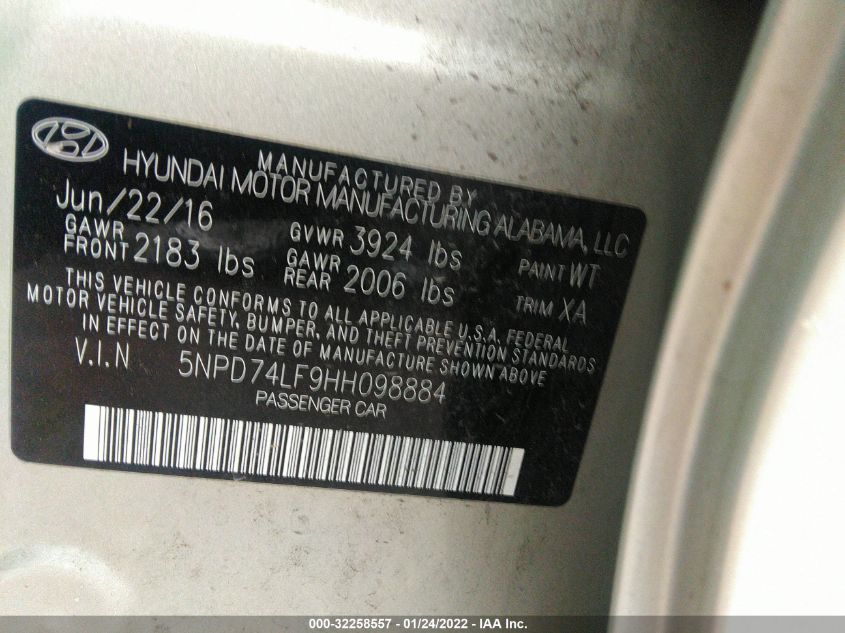 MANUFACTURED BY
HYUNDAI MOTOR MANUFACTURING ALABAMA, LLC
Jun/22/16 GVWR 3924 lbs PAINT WT
GAWR FRONT 2183 lbs GAWR REAR 2006 lbs TRIM XA
THIS VEHICLE CONFORMS TO ALL APPLICABLE U.S.A. FEDERAL
MOTOR VEHICLE SAFETY, BUMPER, AND THEFT PREVENTION STANDARDS
IN EFFECT ON THE DATE OF MANUFACTURE SHOWN ABOVE
V.I.N 5NPD74LF9HH098884
PASSENGER CAR
000-32258557 - 01/24/2022 - IAA Inc.